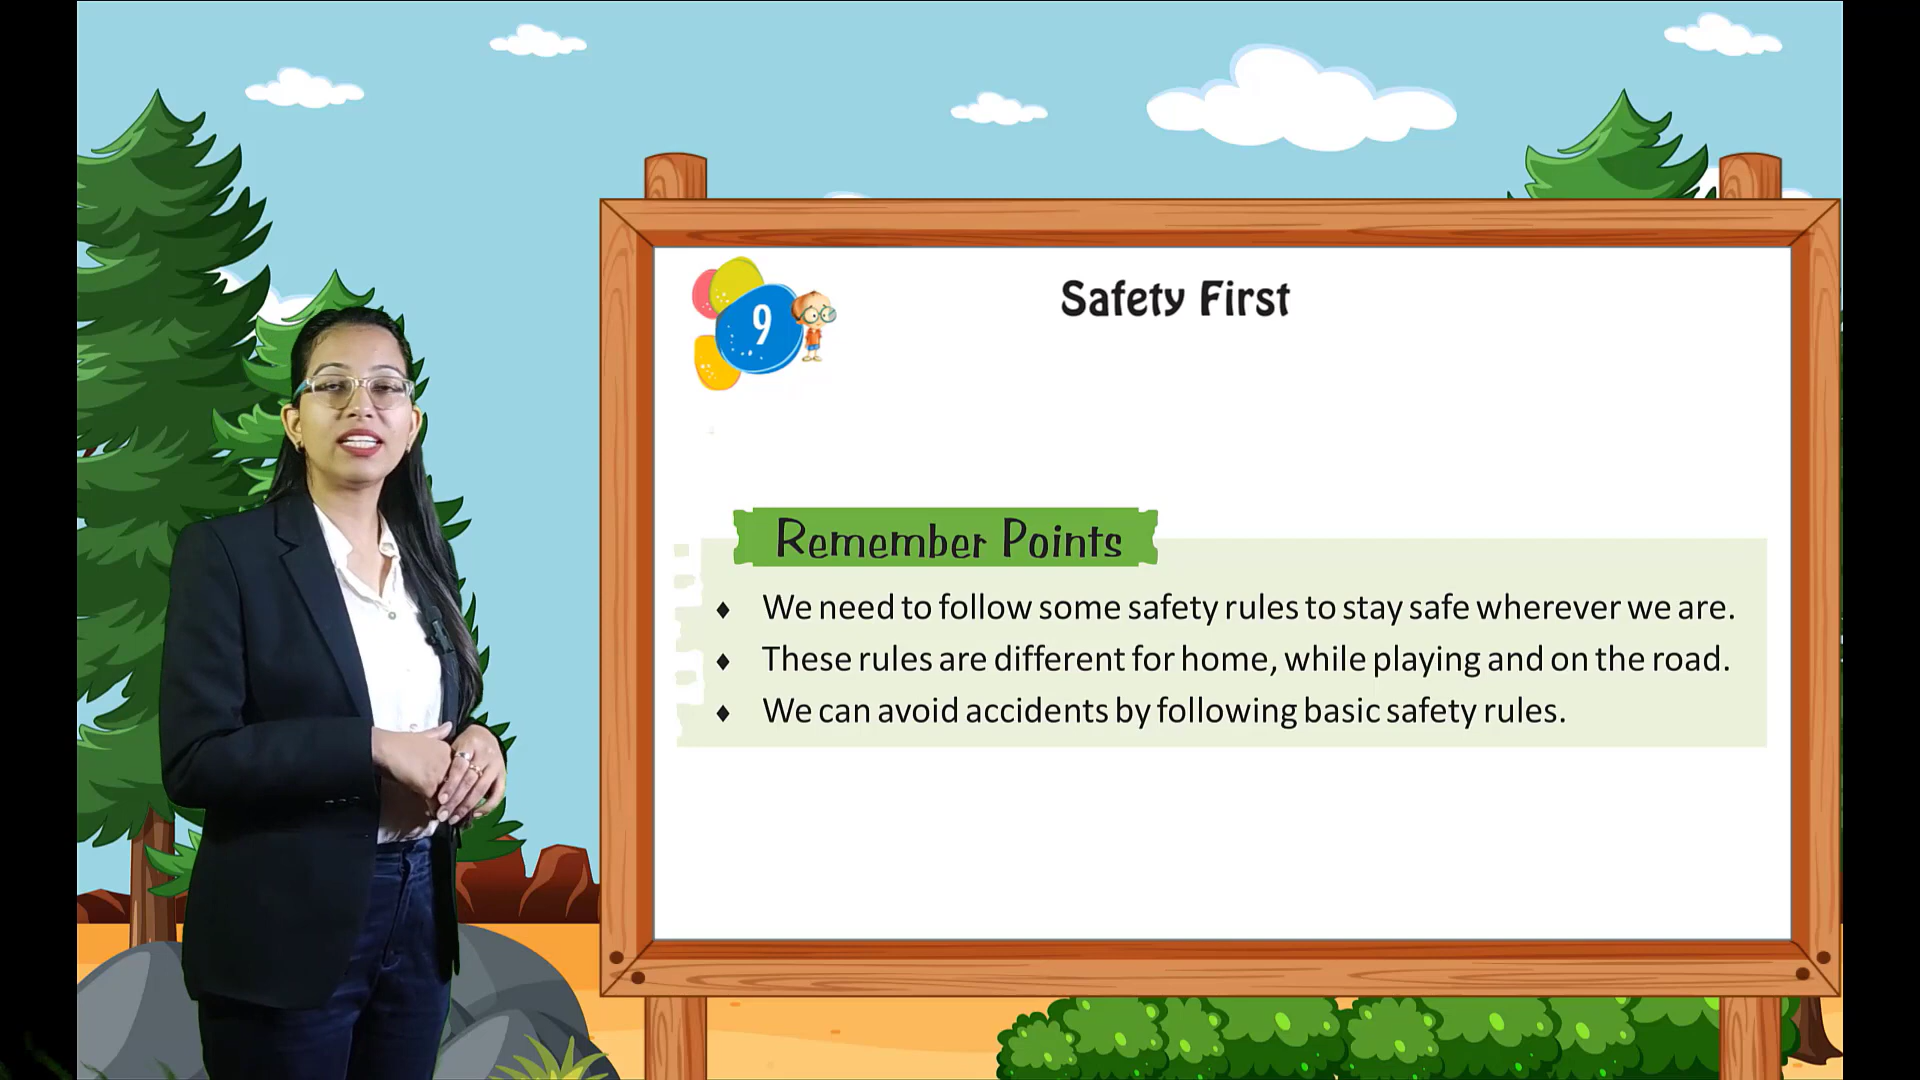 9
Safety First
Remember Points
♦ We need to follow some safety rules to stay safe wherever we are.
♦ These rules are different for home, while playing and on the road.
♦ We can avoid accidents by following basic safety rules.